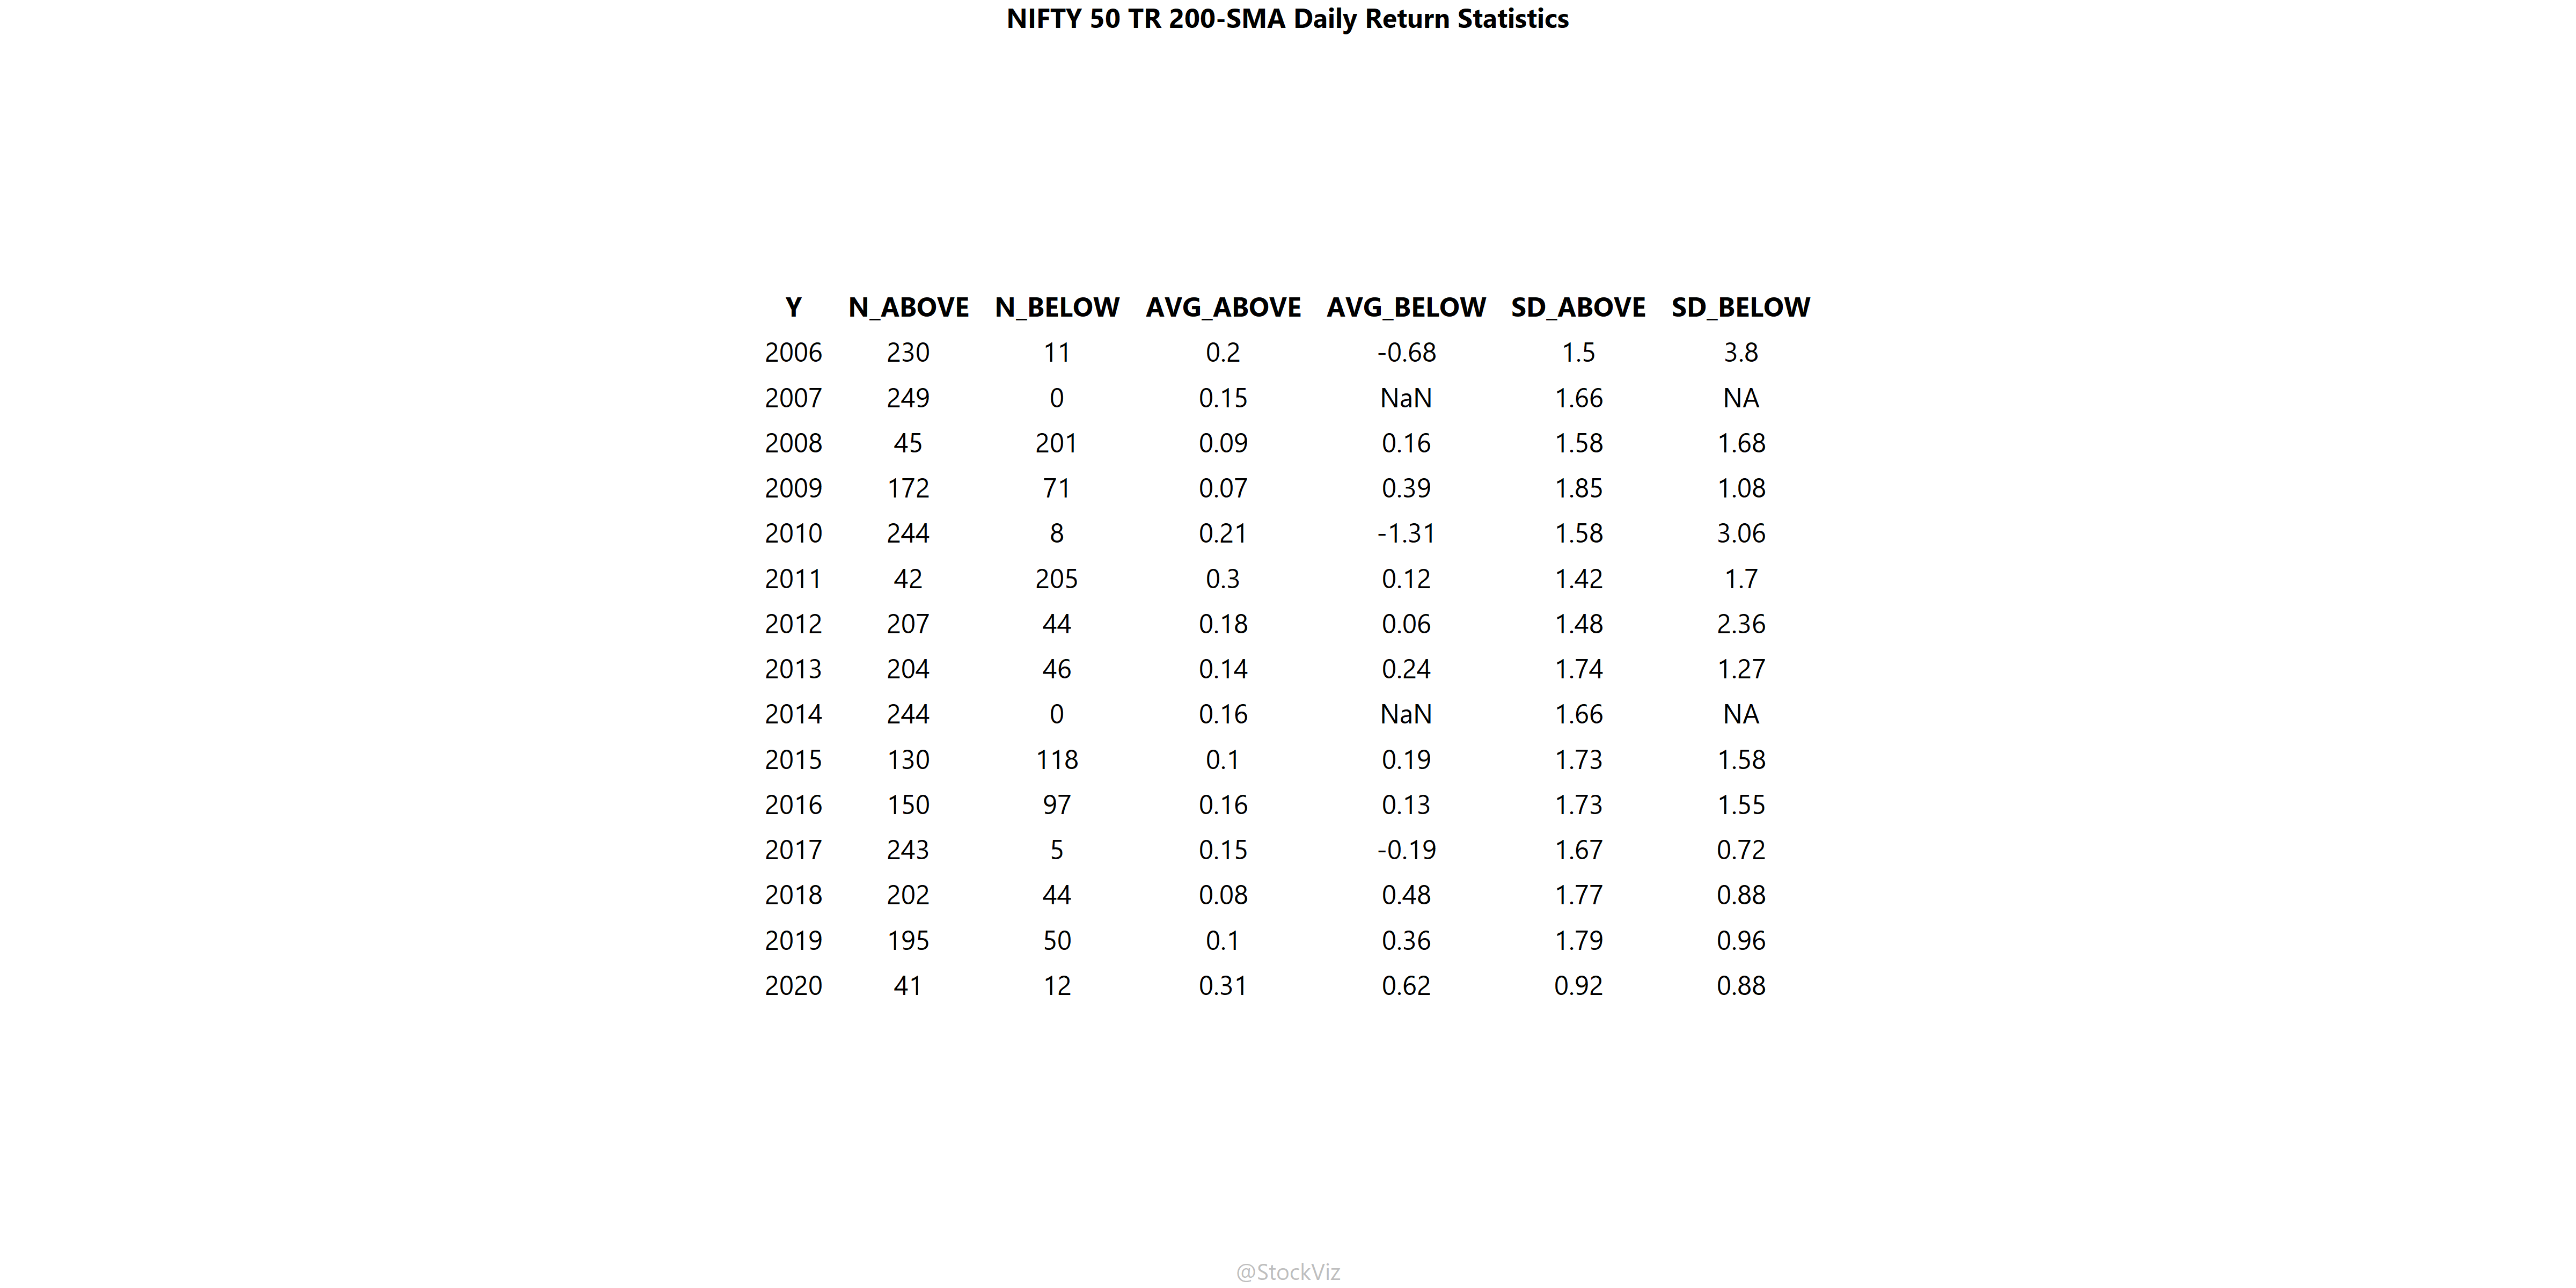 NIFTY 50 TR 200-SMA Daily Return Statistics
Y N_ABOVE N_BELOW AVG_ABOVE AVG_BELOW SD_ABOVE SD_BELOW
2006 230 11 0.2 -0.68 1.5 3.8
2007 249 0 0.15 NaN 1.66 NA
2008 45 201 0.09 0.16 1.58 1.68
2009 172 71 0.07 0.39 1.85 1.08
2010 244 8 0.21 -1.31 1.58 3.06
2011 42 205 0.3 0.12 1.42 1.7
2012 207 44 0.18 0.06 1.48 2.36
2013 204 46 0.14 0.24 1.74 1.27
2014 244 0 0.16 NaN 1.66 NA
2015 130 118 0.1 0.19 1.73 1.58
2016 150 97 0.16 0.13 1.73 1.55
2017 243 5 0.15 -0.19 1.67 0.72
2018 202 44 0.08 0.48 1.77 0.88
2019 195 50 0.1 0.36 1.79 0.96
2020 41 12 0.31 0.62 0.92 0.88
@StockViz